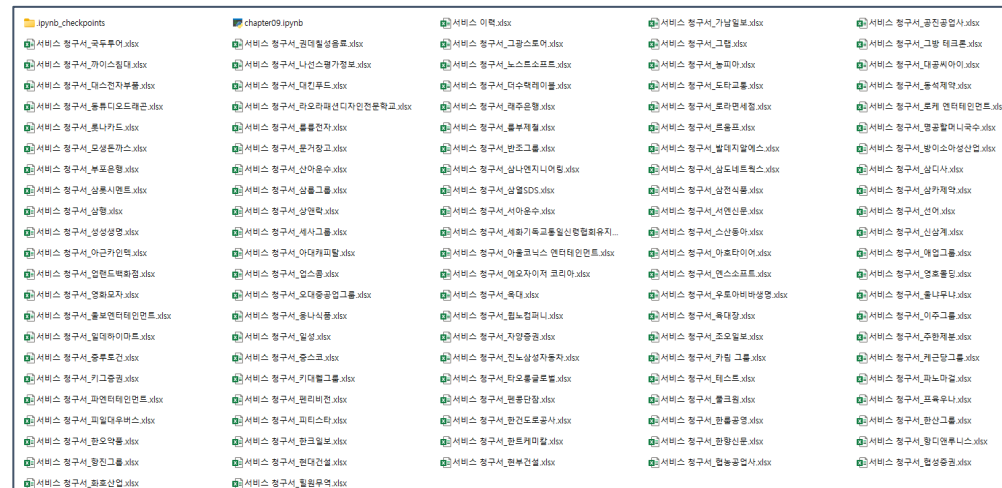 .ipynb_checkpoints
chapter09.ipynb
서비스 이력.xlsx
서비스 청구서_가남일보.xlsx
서비스 청구서_공진공업사.xlsx
서비스 청구서_국두투어.xlsx
서비스 청구서_권데칠성음료.xlsx
서비스 청구서_그광스토어.xlsx
서비스 청구서_그랩.xlsx
서비스 청구서_그방 테크론.xlsx
서비스 청구서_까이스침대.xlsx
서비스 청구서_나선스평가정보.xlsx
서비스 청구서_노스트소프트.xlsx
서비스 청구서_농피아.xlsx
서비스 청구서_대공씨아이.xlsx
서비스 청구서_대스전자부품.xlsx
서비스 청구서_대킨푸드.xlsx
서비스 청구서_더수랙레이블.xlsx
서비스 청구서_도타교통.xlsx
서비스 청구서_동석제약.xlsx
서비스 청구서_동류디오드래곤.xlsx
서비스 청구서_라오라패션디자인전문학교.xlsx
서비스 청구서_래주은행.xlsx
서비스 청구서_로라면세점.xlsx
서비스 청구서_로케 엔터테인먼트.xls
서비스 청구서_롯나카드.xlsx
서비스 청구서_룰룰전자.xlsx
서비스 청구서_룰부제철.xlsx
서비스 청구서_르움프.xlsx
서비스 청구서_명공할머니국수.xlsx
서비스 청구서_모생돈까스.xlsx
서비스 청구서_문거장고.xlsx
서비스 청구서_반조그룹.xlsx
서비스 청구서_발데지알에스.xlsx
서비스 청구서_방이소아성산업.xlsx
서비스 청구서_부포은행.xlsx
서비스 청구서_산아운수.xlsx
서비스 청구서_삼나엔지니어링.xlsx
서비스 청구서_삼도네트웍스.xlsx
서비스 청구서_삼디사.xlsx
서비스 청구서_삼롯시멘트.xlsx
서비스 청구서_삼롭그룹.xlsx
서비스 청구서_삼열SDS.xlsx
서비스 청구서_삼전식품.xlsx
서비스 청구서_삼카제약.xlsx
서비스 청구서_삼행.xlsx
서비스 청구서_상앤락.xlsx
서비스 청구서_서아운수.xlsx
서비스 청구서_서연신문.xlsx
서비스 청구서_선어.xlsx
서비스 청구서_성성생명.xlsx
서비스 청구서_세사그룹.xlsx
서비스 청구서_세화기독교통일신령협회유지...
서비스 청구서_스산동아.xlsx
서비스 청구서_신삼계.xlsx
서비스 청구서_아근카인텍.xlsx
서비스 청구서_아대캐피탈.xlsx
서비스 청구서_아울코닉스 엔터테인먼트.xlsx
서비스 청구서_아호타이어.xlsx
서비스 청구서_애업그룹.xlsx
서비스 청구서_업랜드백화점.xlsx
서비스 청구서_업스콤.xlsx
서비스 청구서_에오자이저 코리아.xlsx
서비스 청구서_엔스소프트.xlsx
서비스 청구서_영호홀딩.xlsx
서비스 청구서_영화모자.xlsx
서비스 청구서_오대중공업그룹.xlsx
서비스 청구서_옥대.xlsx
서비스 청구서_우토아비바생명.xlsx
서비스 청구서_울냐무냐.xlsx
서비스 청구서_울보엔터테인먼트.xlsx
서비스 청구서_웅나식품.xlsx
서비스 청구서_윕노컴퍼니.xlsx
서비스 청구서_육대장.xlsx
서비스 청구서_이주그룹.xlsx
서비스 청구서_일데하이마트.xlsx
서비스 청구서_일성.xlsx
서비스 청구서_자양증권.xlsx
서비스 청구서_조오일보.xlsx
서비스 청구서_주한제분.xlsx
서비스 청구서_중루토건.xlsx
서비스 청구서_중스코.xlsx
서비스 청구서_진노삼성자동차.xlsx
서비스 청구서_카림 그룹.xlsx
서비스 청구서_케근당그룹.xlsx
서비스 청구서_키그증권.xlsx
서비스 청구서_키대헬그룹.xlsx
서비스 청구서_타오롱글로벌.xlsx
서비스 청구서_테스트.xlsx
서비스 청구서_파노마걸.xlsx
서비스 청구서_파엔터테인먼트.xlsx
서비스 청구서_펜리비전.xlsx
서비스 청구서_펜롱단잠.xlsx
서비스 청구서_풀크원.xlsx
서비스 청구서_프육우나.xlsx
서비스 청구서_피일대우버스.xlsx
서비스 청구서_피티스타.xlsx
서비스 청구서_한건도로공사.xlsx
서비스 청구서_한롭공영.xlsx
서비스 청구서_한산그룹.xlsx
서비스 청구서_한오약품.xlsx
서비스 청구서_한크일보.xlsx
서비스 청구서_한트케미칼.xlsx
서비스 청구서_한향신문.xlsx
서비스 청구서_항디앤루니스.xlsx
서비스 청구서_향진그룹.xlsx
서비스 청구서_현대건설.xlsx
서비스 청구서_현부건설.xlsx
서비스 청구서_협농공업사.xlsx
서비스 청구서_협성증권.xlsx
서비스 청구서_화호산업.xlsx
서비스 청구서_필원무역.xlsx